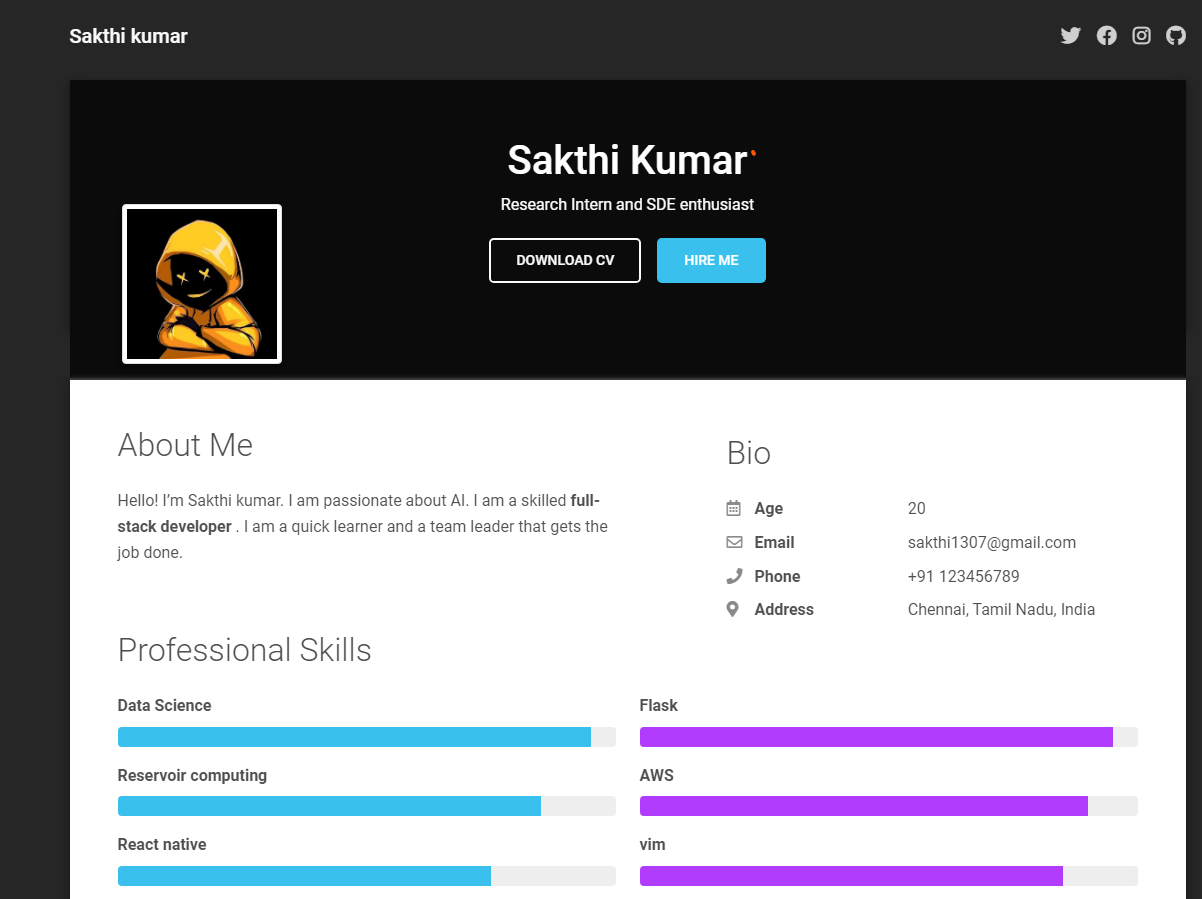 Sakthi kumar
Sakthi Kumar
Research Intern and SDE enthusiast
DOWNLOAD CV
HIRE ME
About Me
Hello! I’m Sakthi kumar. I am passionate about AI. I am a skilled full-
stack developer . I am a quick learner and a team leader that gets the
job done.
Bio
Age 20
Email sakthi1307@gmail.com
Phone +91 123456789
Address Chennai, Tamil Nadu, India
Professional Skills
Data Science
Flask
Reservoir computing
AWS
React native
vim